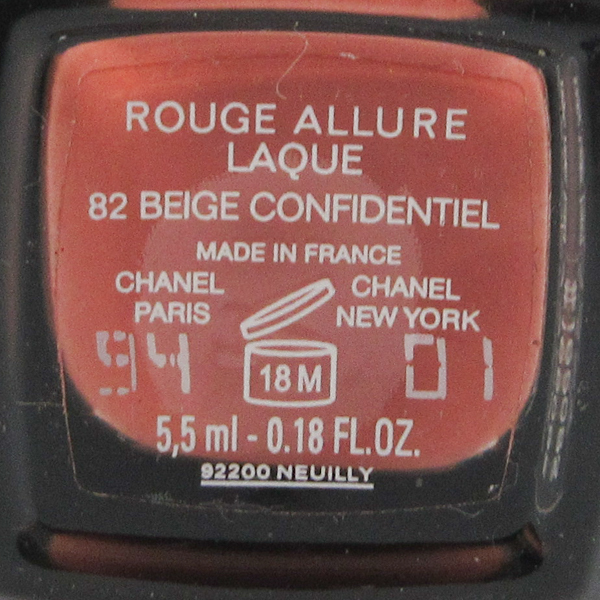 ROUGE ALLURE
LAQUE
82 BEIGE CONFIDENTIEL
MADE IN FRANCE
CHANEL
PARIS
CHANEL
NEW YORK
94
18 M
01
5,5 ml - 0.18 FL.OZ.
92200 NEUILLY